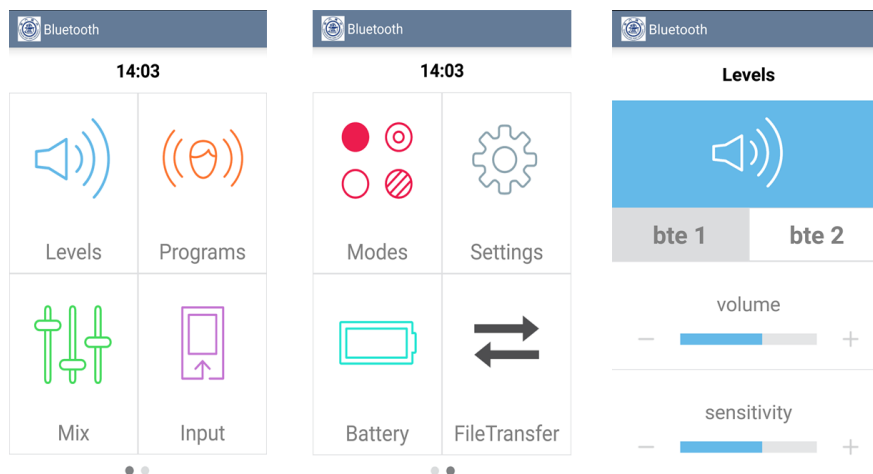 Bluetooth
14:03
Levels
Programs
Mix
Input
Bluetooth
14:03
Modes
Settings
Battery
FileTransfer
Bluetooth
Levels
bte 1
bte 2
volume
− +
sensitivity
− +